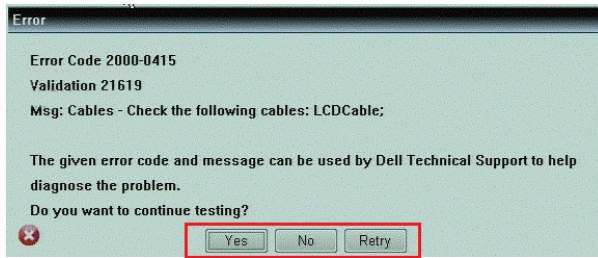 Error
Error Code 2000-0415
Validation 21619
Msg: Cables - Check the following cables: LCDCable;
The given error code and message can be used by Dell Technical Support to help
diagnose the problem.
Do you want to continue testing?
Yes No Retry